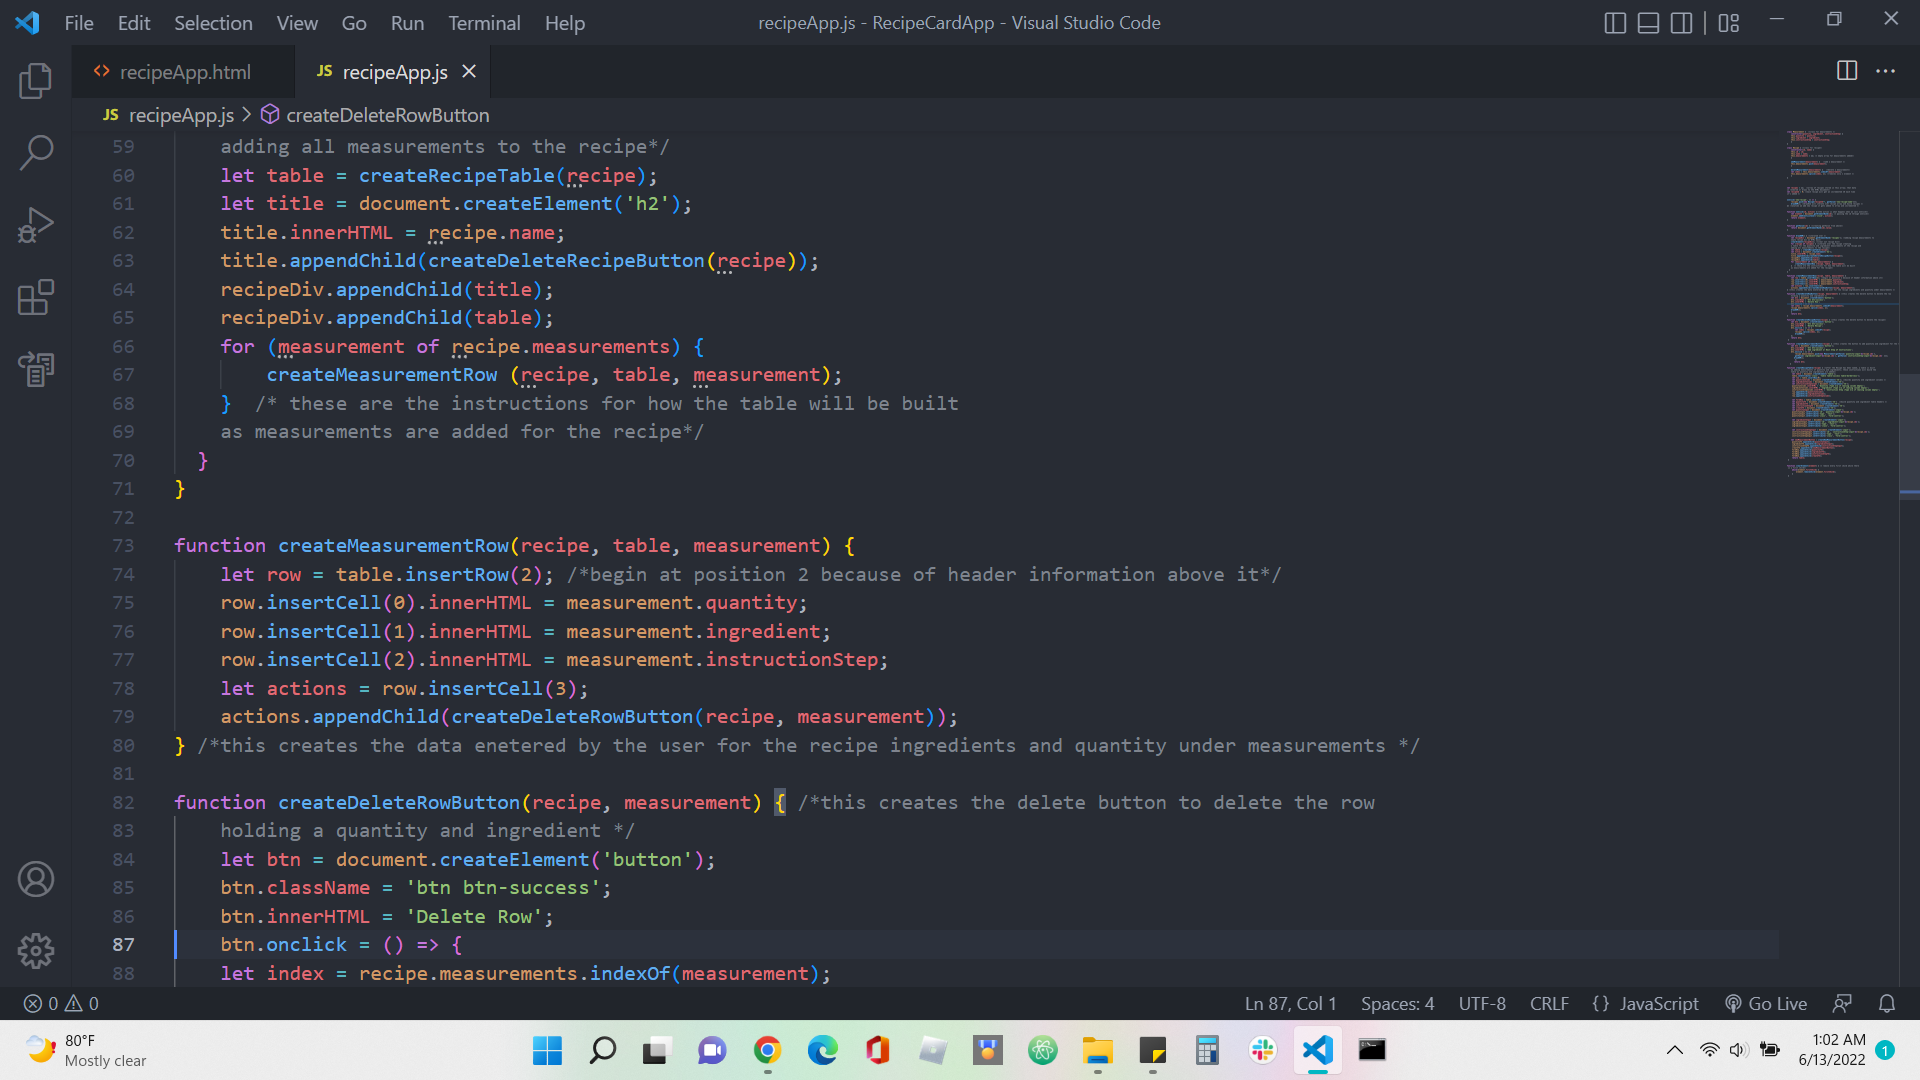 File Edit Selection View Go Run Terminal Help recipeApp.js - RecipeCardApp - Visual Studio Code
<> recipeApp.html JS recipeApp.js
JS recipeApp.js > createDeleteRowButton
59 adding all measurements to the recipe*/
60 let table = createRecipeTable(recipe);
61 let title = document.createElement('h2');
62 title.innerHTML = recipe.name;
63 title.appendChild(createDeleteRecipeButton(recipe));
64 recipeDiv.appendChild(title);
65 recipeDiv.appendChild(table);
66 for (measurement of recipe.measurements) {
67 createMeasurementRow (recipe, table, measurement);
68 } /* these are the instructions for how the table will be built
69 as measurements are added for the recipe*/
70 }
71 }
72
73 function createMeasurementRow(recipe, table, measurement) {
74 let row = table.insertRow(2); /*begin at position 2 because of header information above it*/
75 row.insertCell(0).innerHTML = measurement.quantity;
76 row.insertCell(1).innerHTML = measurement.ingredient;
77 row.insertCell(2).innerHTML = measurement.instructionStep;
78 let actions = row.insertCell(3);
79 actions.appendChild(createDeleteRowButton(recipe, measurement));
80 } /*this creates the data enetered by the user for the recipe ingredients and quantity under measurements */
81
82 function createDeleteRowButton(recipe, measurement) { /*this creates the delete button to delete the row
83 holding a quantity and ingredient */
84 let btn = document.createElement('button');
85 btn.className = 'btn btn-success';
86 btn.innerHTML = 'Delete Row';
87 btn.onclick = () => {
88 let index = recipe.measurements.indexOf(measurement);
0 0 Ln 87, Col 1 Spaces: 4 UTF-8 CRLF {} JavaScript Go Live
80°F
Mostly clear
1:02 AM
6/13/2022
1